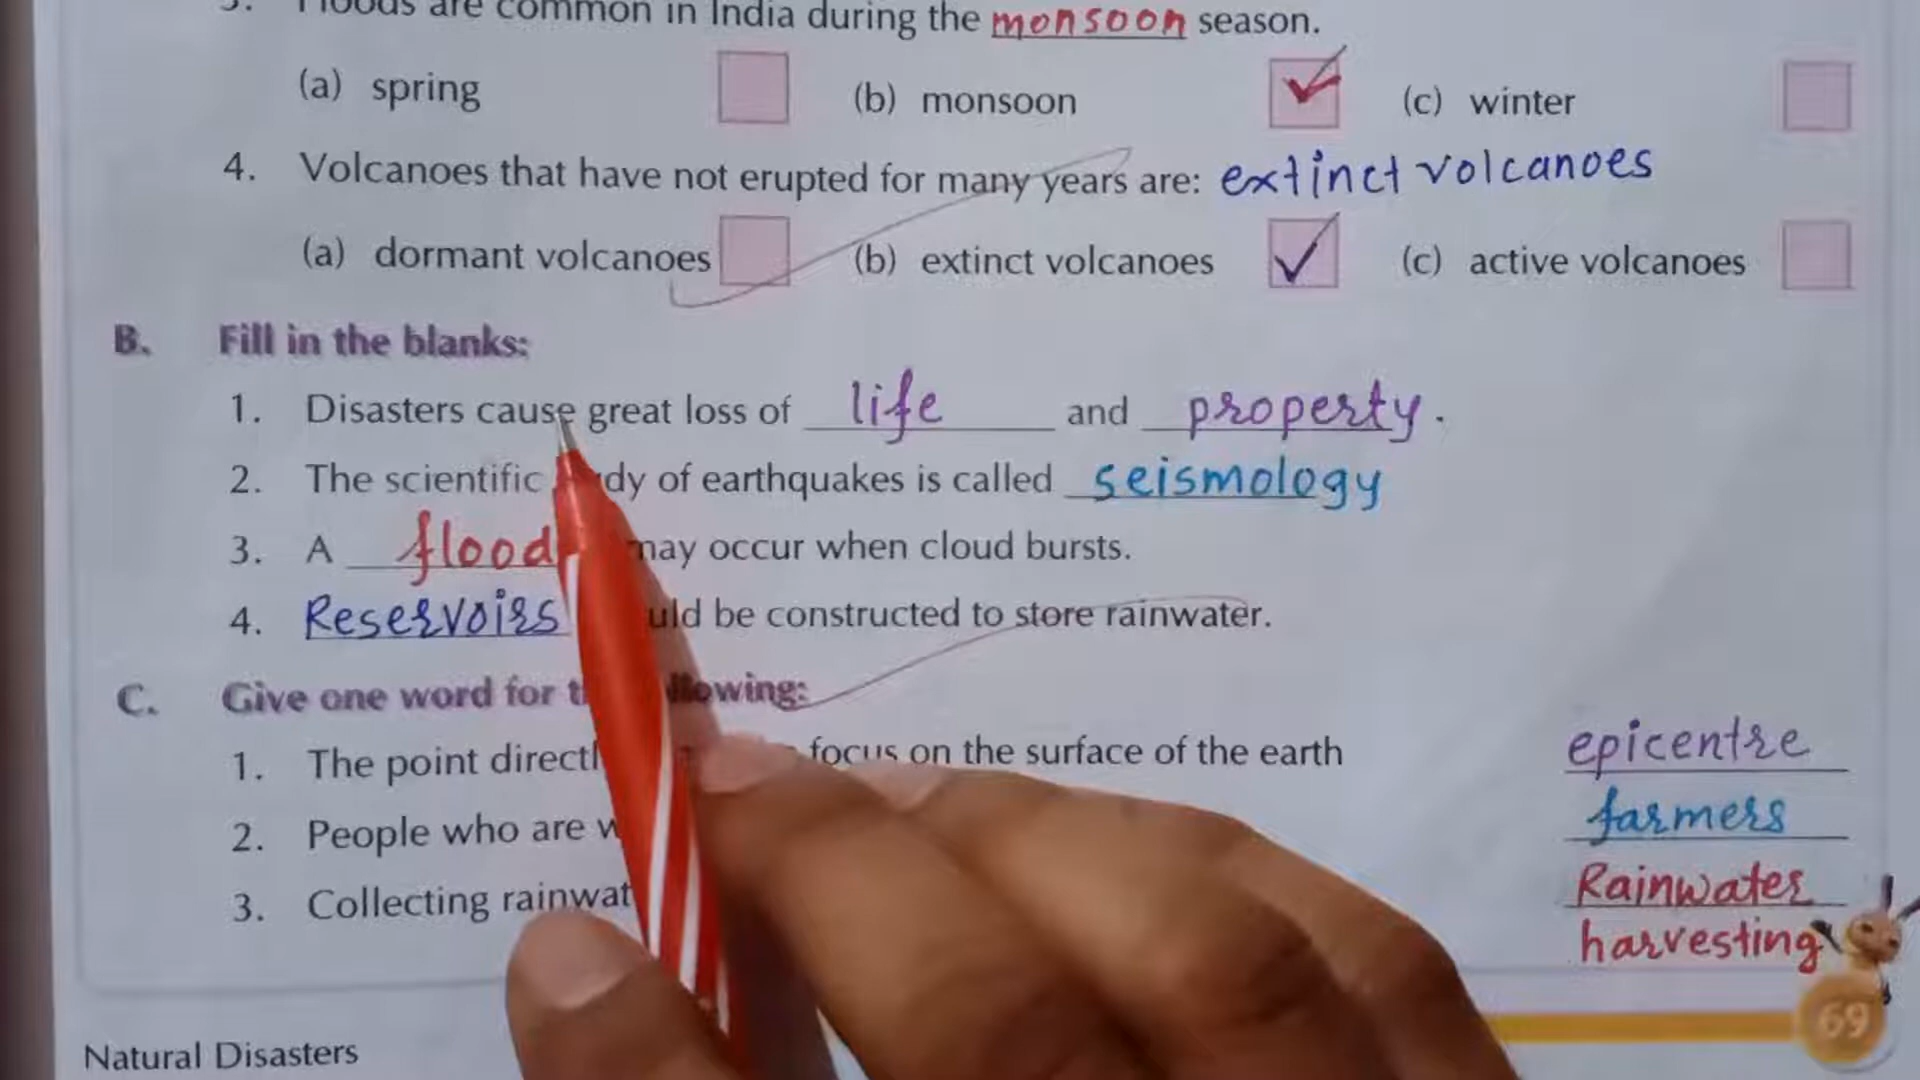 Floods are common in India during the monsoon season.
(a) spring (b) monsoon (c) winter
4. Volcanoes that have not erupted for many years are: extinct volcanoes
(a) dormant volcanoes (b) extinct volcanoes (c) active volcanoes
B. Fill in the blanks:
1. Disasters cause great loss of life and property.
2. The scientific dy of earthquakes is called seismology
3. A flood may occur when cloud bursts.
4. Reservoirs uld be constructed to store rainwater.
C. Give one word for t llowing:
1. The point directl focus on the surface of the earth epicentre
2. People who are w farmers
3. Collecting rainwat Rainwater
harvesting
69
Natural Disasters